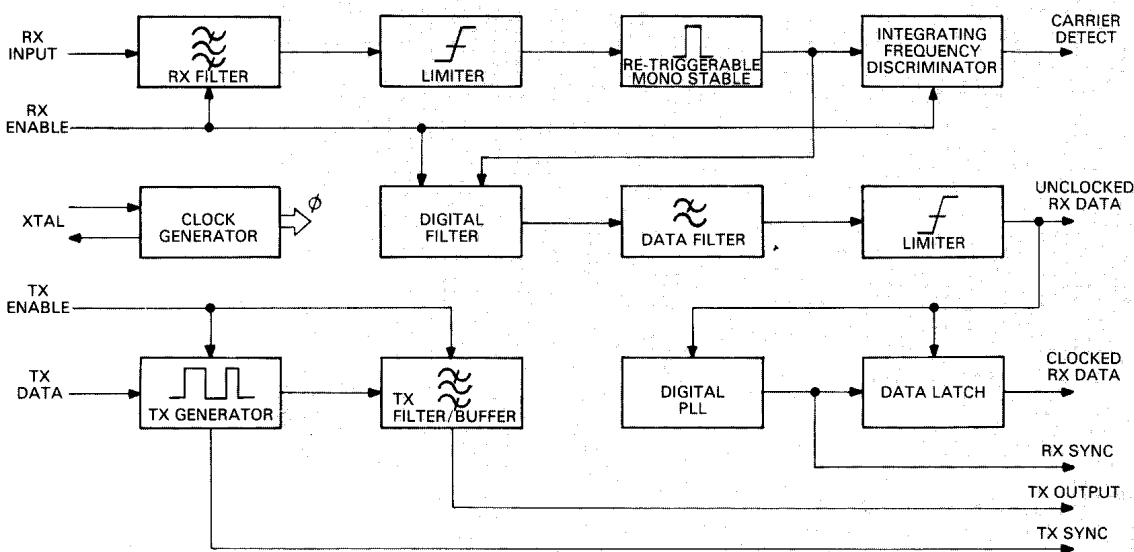 RX
INPUT
RX FILTER
LIMITER
RE-TRIGGERABLE
MONO STABLE
INTEGRATING
FREQUENCY
DISCRIMINATOR
CARRIER
DETECT
RX
ENABLE
XTAL
CLOCK
GENERATOR
ϕ
DIGITAL
FILTER
DATA FILTER
LIMITER
UNCLOCKED
RX DATA
TX
ENABLE
TX
DATA
TX GENERATOR
TX
FILTER/BUFFER
DIGITAL
PLL
DATA LATCH
CLOCKED
RX DATA
RX SYNC
TX OUTPUT
TX SYNC